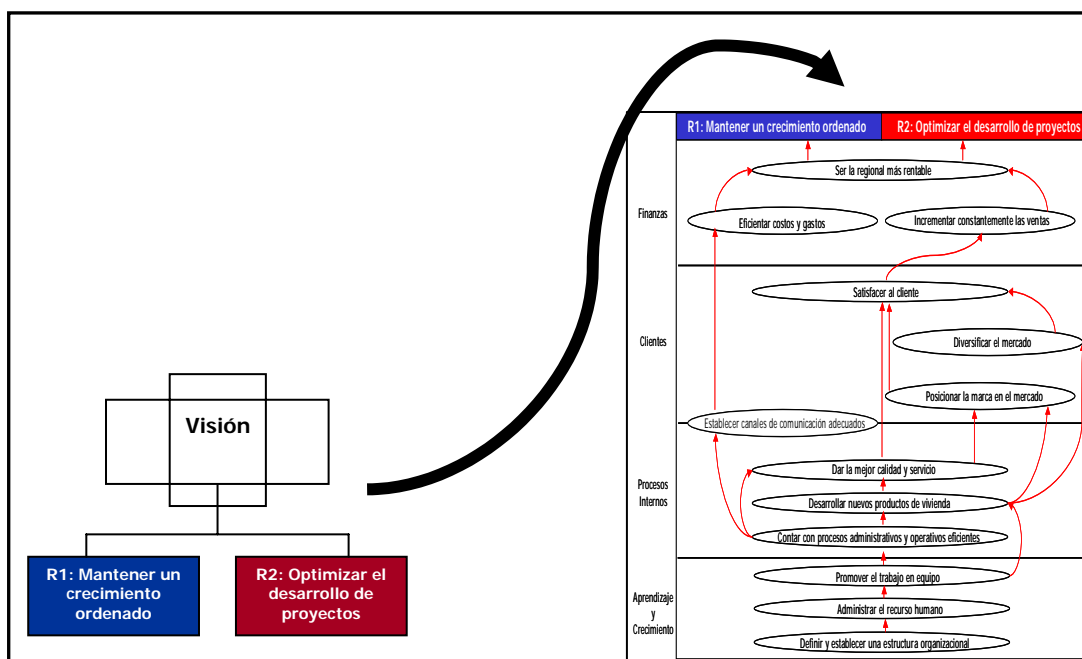 Visión
R1: Mantener un
crecimiento
ordenado
R2: Optimizar el
desarrollo de
proyectos
R1: Mantener un crecimiento ordenado
R2: Optimizar el desarrollo de proyectos
Finanzas
Ser la regional más rentable
Eficientar costos y gastos
Incrementar constantemente las ventas
Clientes
Satisfacer al cliente
Diversificar el mercado
Posicionar la marca en el mercado
Establecer canales de comunicación adecuados
Procesos
Internos
Dar la mejor calidad y servicio
Desarrollar nuevos productos de vivienda
Contar con procesos administrativos y operativos eficientes
Aprendizaje
y
Crecimiento
Promover el trabajo en equipo
Administrar el recurso humano
Definir y establecer una estructura organizacional